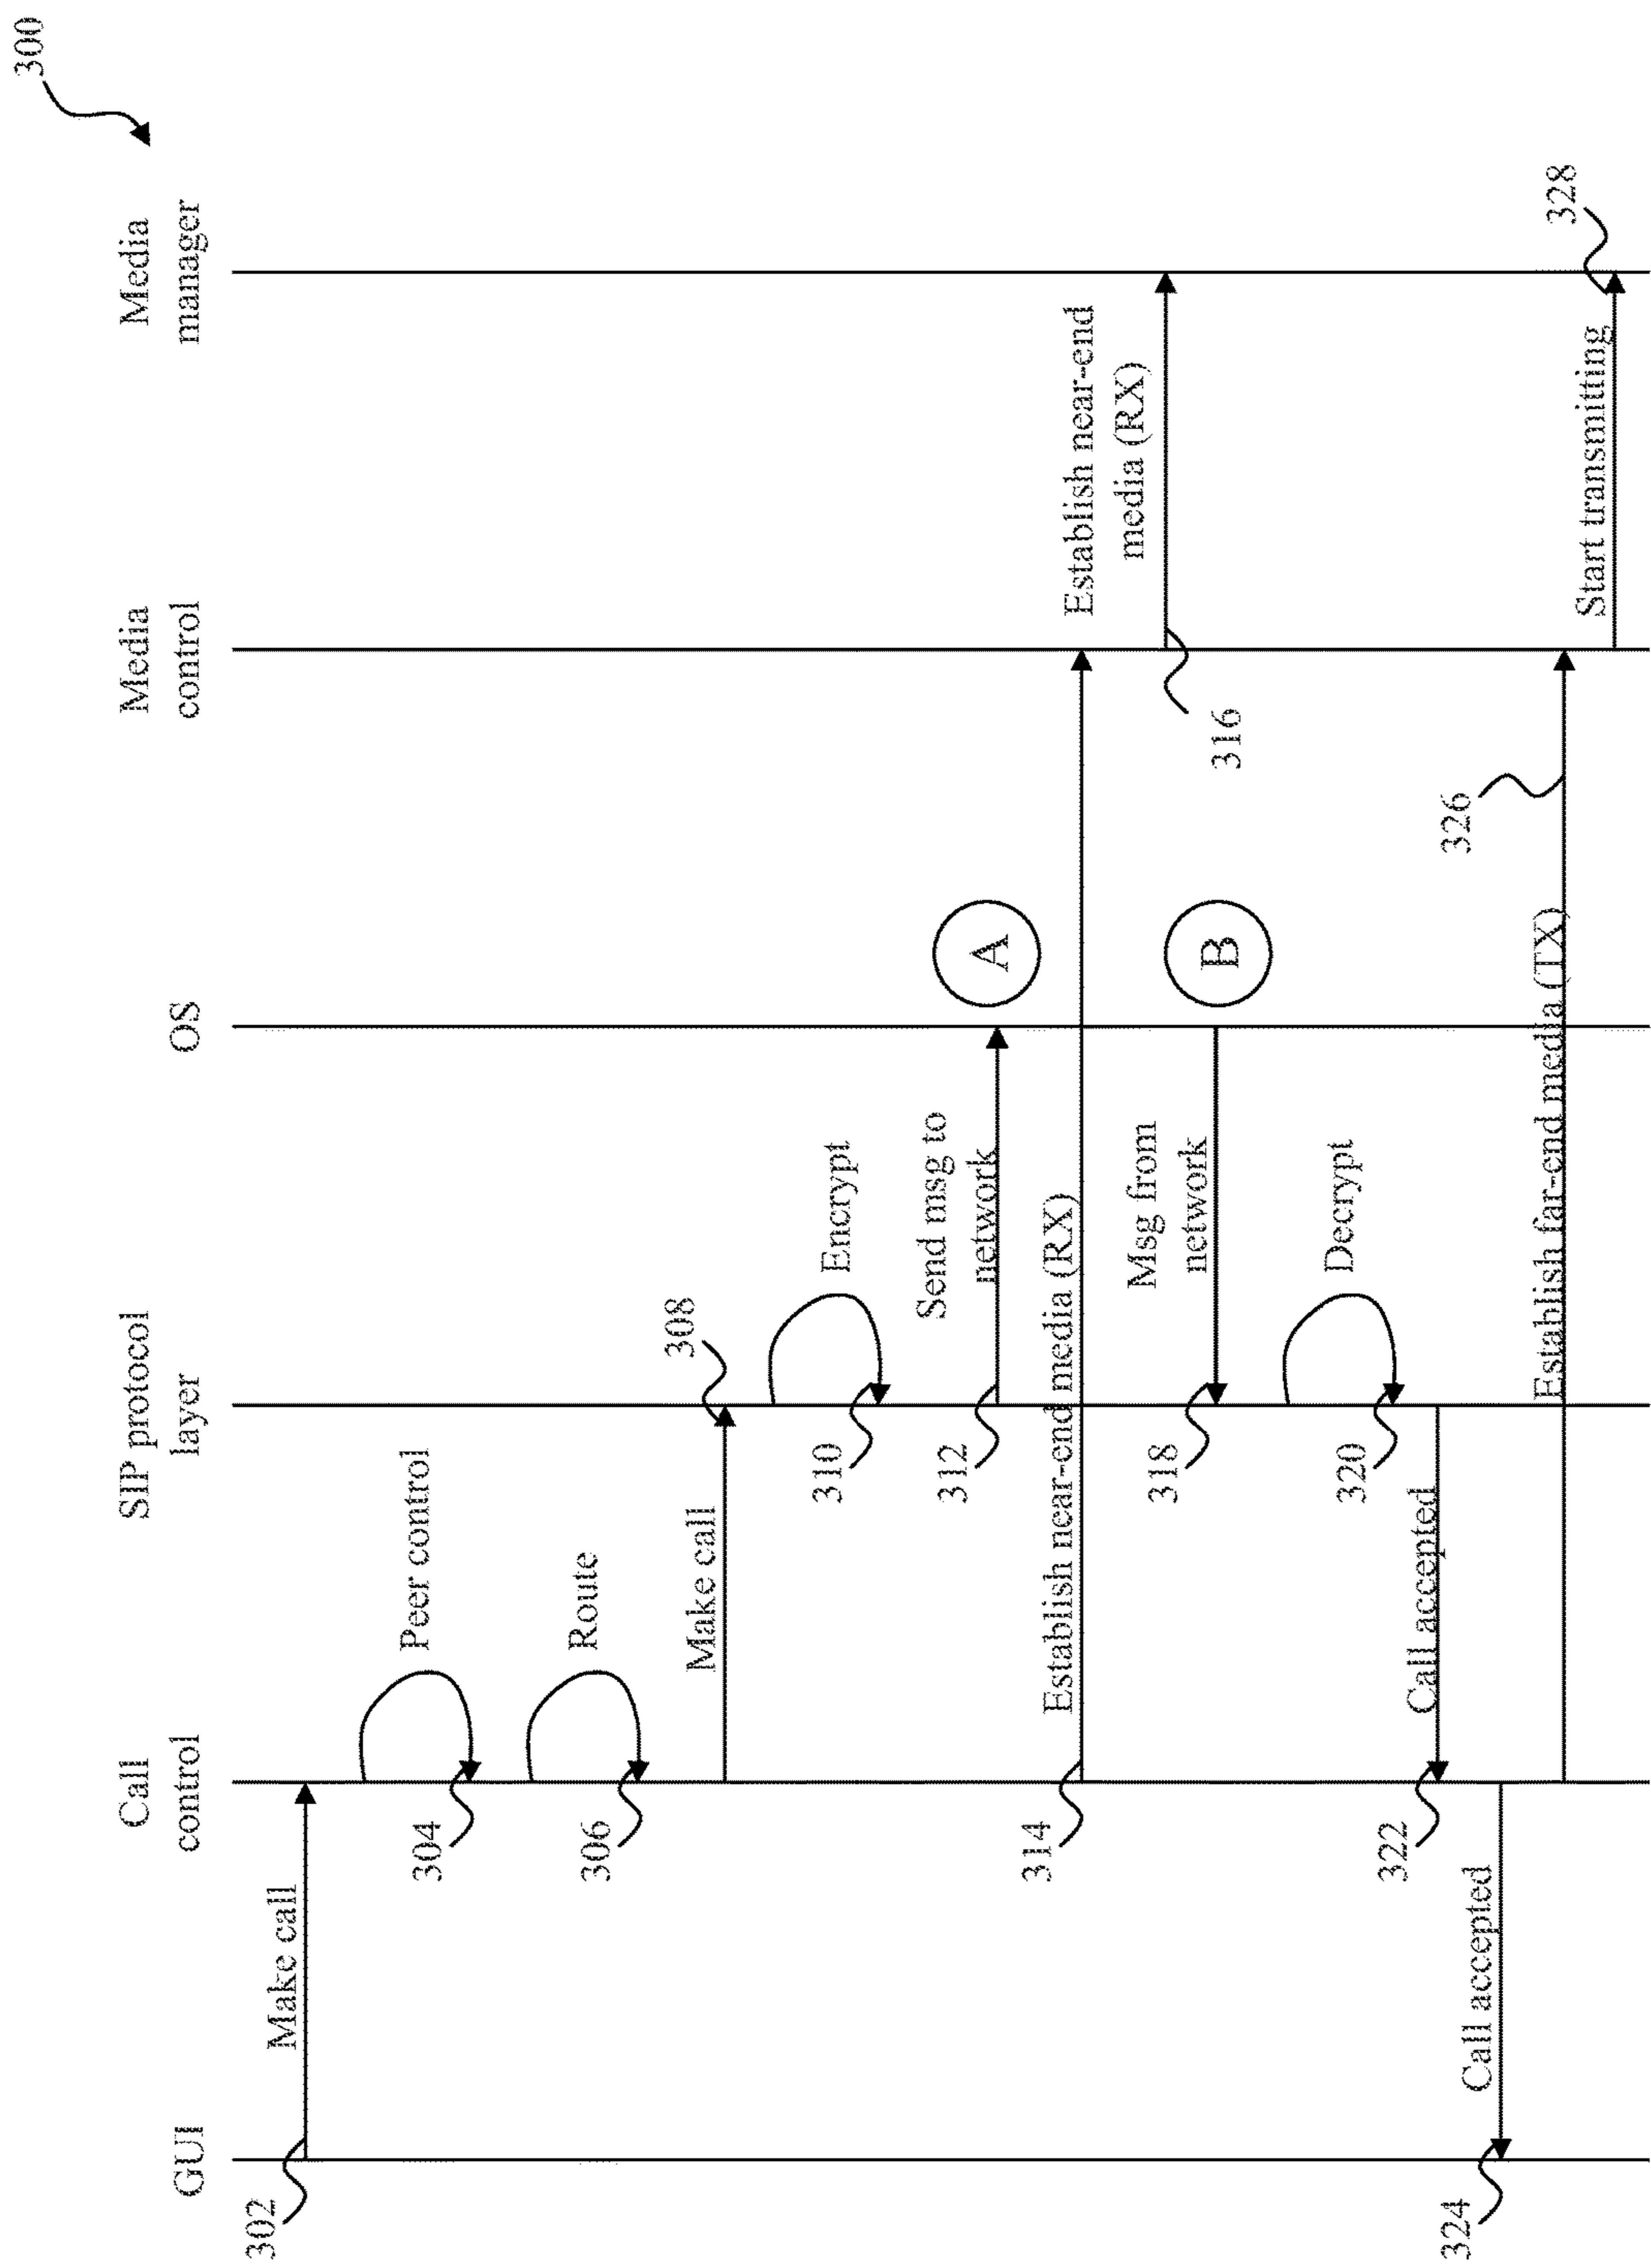 300
GUI
Call
control
SIP protocol
layer
OS
Media
control
Media
manager
302
Make call
304
Peer control
306
Route
Make call
308
310
Encrypt
312
Send msg to
network
A
314
Establish near-end media (RX)
316
Establish near-end
media (RX)
318
Msg from
network
B
320
Decrypt
322
Call accepted
324
Call accepted
Establish far-end media (TX)
326
Start transmitting
328